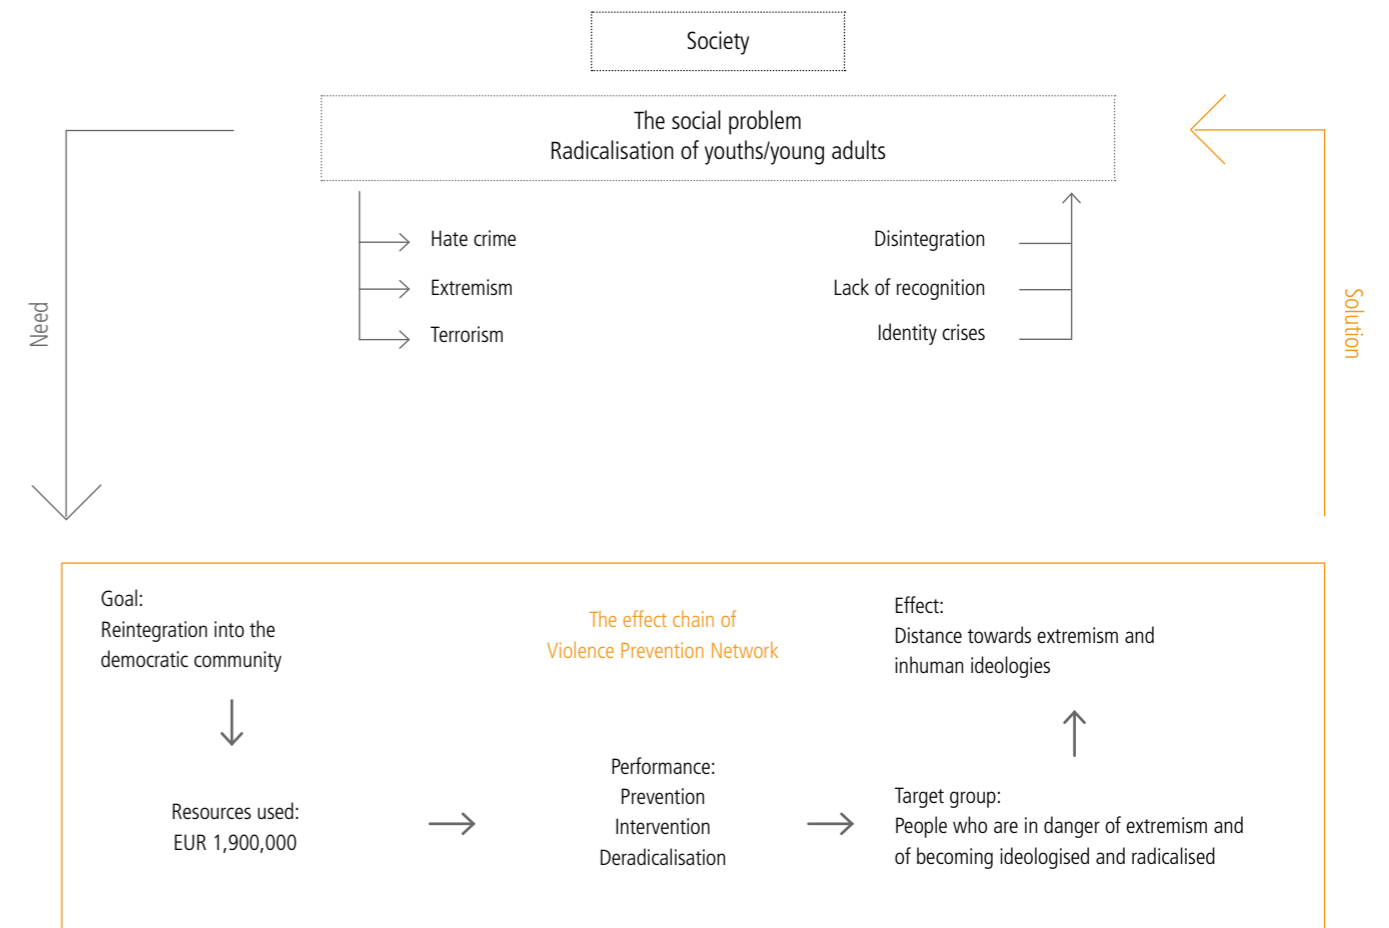 Society
The social problem
Radicalisation of youths/young adults
Need
Hate crime
Extremism
Terrorism
Disintegration
Lack of recognition
Identity crises
Solution
Goal:
Reintegration into the
democratic community
The effect chain of
Violence Prevention Network
Effect:
Distance towards extremism and
inhuman ideologies
Resources used:
EUR 1,900,000
Performance:
Prevention
Intervention
Deradicalisation
Target group:
People who are in danger of extremism and
of becoming ideologised and radicalised